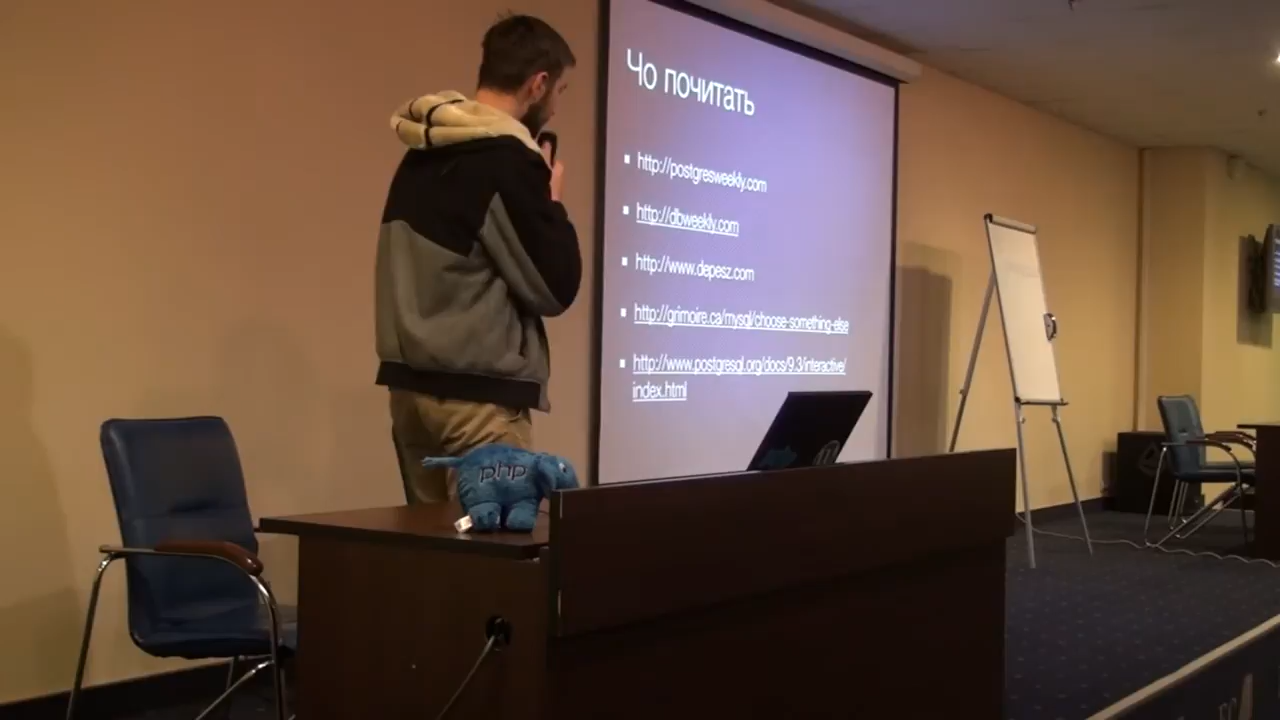 Чо почитать
http://postgresweekly.com
http://dbweekly.com
http://www.depesz.com
http://grimoire.ca/mysql/choose-something-else
http://www.postgresql.org/docs/9.3/interactive/
index.html
php